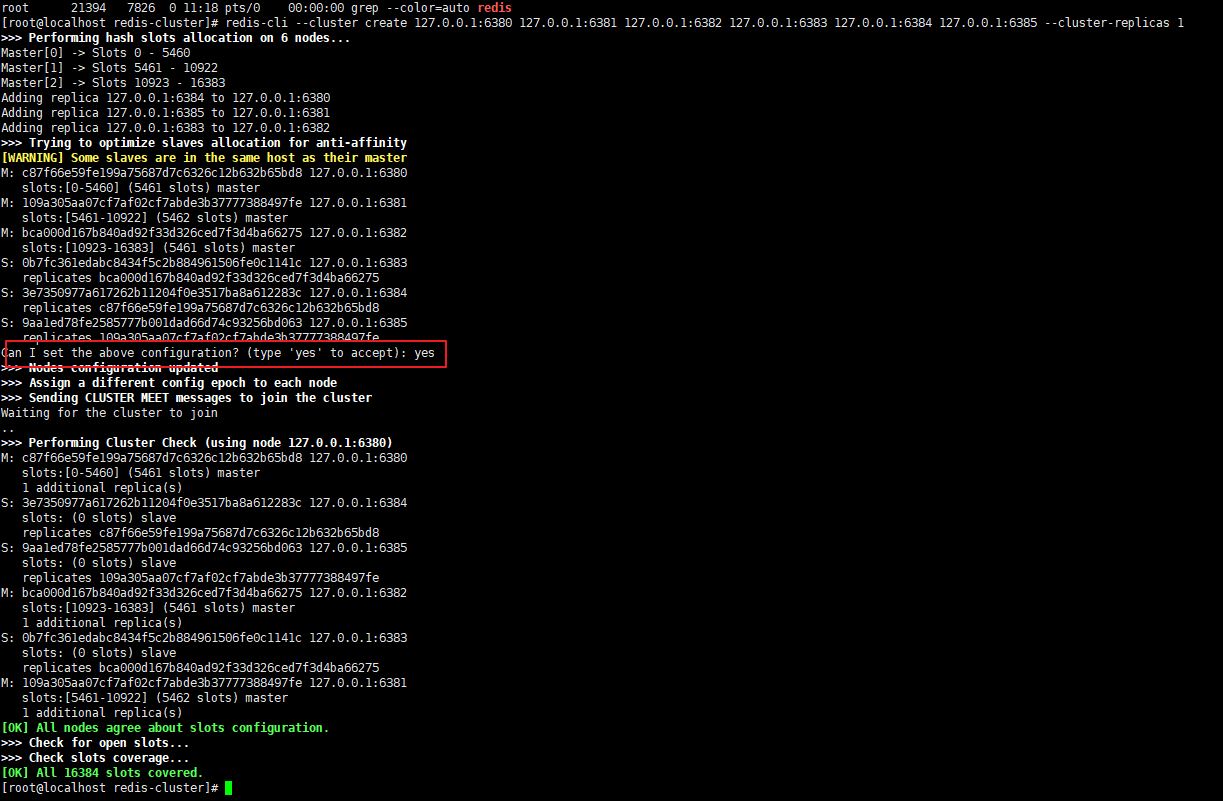 root      21394   7826  0 11:18 pts/0    00:00:00 grep --color=auto redis
[root@localhost redis-cluster]# redis-cli --cluster create 127.0.0.1:6380 127.0.0.1:6381 127.0.0.1:6382 127.0.0.1:6383 127.0.0.1:6384 127.0.0.1:6385 --cluster-replicas 1
>>> Performing hash slots allocation on 6 nodes...
Master[0] -> Slots 0 - 5460
Master[1] -> Slots 5461 - 10922
Master[2] -> Slots 10923 - 16383
Adding replica 127.0.0.1:6384 to 127.0.0.1:6380
Adding replica 127.0.0.1:6385 to 127.0.0.1:6381
Adding replica 127.0.0.1:6383 to 127.0.0.1:6382
>>> Trying to optimize slaves allocation for anti-affinity
[WARNING] Some slaves are in the same host as their master
M: c87f66e59fe199a75687d7c6326c12b632b65bd8 127.0.0.1:6380
   slots:[0-5460] (5461 slots) master
M: 109a305aa07cf7af02cf7abde3b37777388497fe 127.0.0.1:6381
   slots:[5461-10922] (5462 slots) master
M: bca000d167b840ad92f33d326ced7f3d4ba66275 127.0.0.1:6382
   slots:[10923-16383] (5461 slots) master
S: 0b7fc361edabc8434f5c2b884961506fe0c1141c 127.0.0.1:6383
   replicates bca000d167b840ad92f33d326ced7f3d4ba66275
S: 3e7350977a617262b11204f0e3517ba8a612283c 127.0.0.1:6384
   replicates c87f66e59fe199a75687d7c6326c12b632b65bd8
S: 9aa1ed78fe2585777b001dad66d74c93256bd063 127.0.0.1:6385
   replicates 109a305aa07cf7af02cf7abde3b37777388497fe
Can I set the above configuration? (type 'yes' to accept): yes
>>> Nodes configuration updated
>>> Assign a different config epoch to each node
>>> Sending CLUSTER MEET messages to join the cluster
Waiting for the cluster to join
..
>>> Performing Cluster Check (using node 127.0.0.1:6380)
M: c87f66e59fe199a75687d7c6326c12b632b65bd8 127.0.0.1:6380
   slots:[0-5460] (5461 slots) master
   1 additional replica(s)
S: 3e7350977a617262b11204f0e3517ba8a612283c 127.0.0.1:6384
   slots: (0 slots) slave
   replicates c87f66e59fe199a75687d7c6326c12b632b65bd8
S: 9aa1ed78fe2585777b001dad66d74c93256bd063 127.0.0.1:6385
   slots: (0 slots) slave
   replicates 109a305aa07cf7af02cf7abde3b37777388497fe
M: bca000d167b840ad92f33d326ced7f3d4ba66275 127.0.0.1:6382
   slots:[10923-16383] (5461 slots) master
   1 additional replica(s)
S: 0b7fc361edabc8434f5c2b884961506fe0c1141c 127.0.0.1:6383
   slots: (0 slots) slave
   replicates bca000d167b840ad92f33d326ced7f3d4ba66275
M: 109a305aa07cf7af02cf7abde3b37777388497fe 127.0.0.1:6381
   slots:[5461-10922] (5462 slots) master
   1 additional replica(s)
[OK] All nodes agree about slots configuration.
>>> Check for open slots...
>>> Check slots coverage...
[OK] All 16384 slots covered.
[root@localhost redis-cluster]#